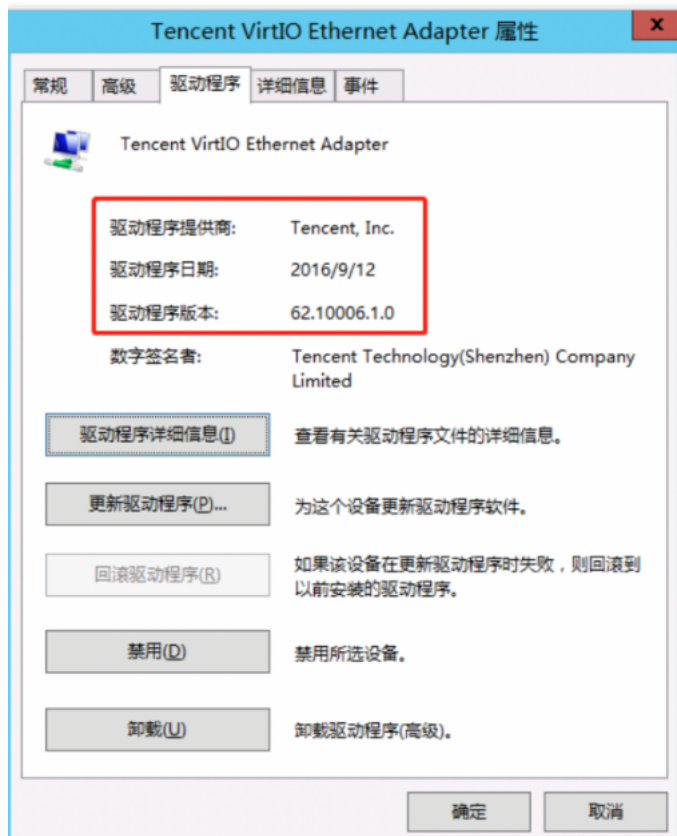 Tencent VirtIO Ethernet Adapter 属性
x
常规 高级 驱动程序 详细信息 事件
Tencent VirtIO Ethernet Adapter
驱动程序提供商: Tencent, Inc.
驱动程序日期: 2016/9/12
驱动程序版本: 62.10006.1.0
数字签名者: Tencent Technology(Shenzhen) Company
Limited
驱动程序详细信息(I) 查看有关驱动程序文件的详细信息。
更新驱动程序(P)... 为这个设备更新驱动程序软件。
回滚驱动程序(R) 如果该设备在更新驱动程序时失败，则回滚到
以前安装的驱动程序。
禁用(D) 禁用所选设备。
卸载(U) 卸载驱动程序(高级)。
确定 取消